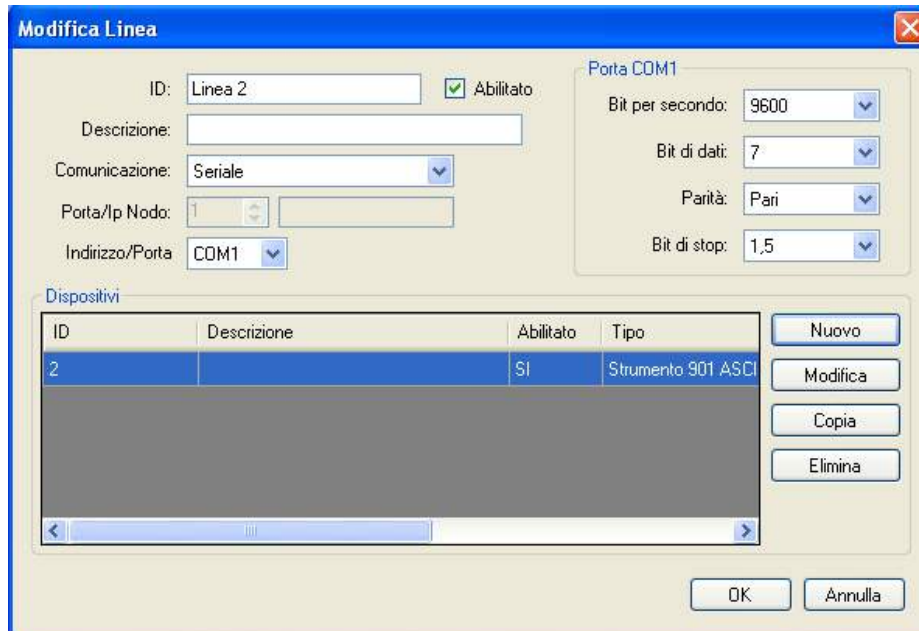 Modifica Linea
ID: Linea 2 Abilitato
Descrizione:
Comunicazione: Seriale
Porta/Ip Nodo: 1
Indirizzo/Porta COM1
Porta COM1
Bit per secondo: 9600
Bit di dati: 7
Parità: Pari
Bit di stop: 1,5
Dispositivi
ID Descrizione Abilitato Tipo
2 SI Strumento 901 ASCI
Nuovo
Modifica
Copia
Elimina
OK Annulla